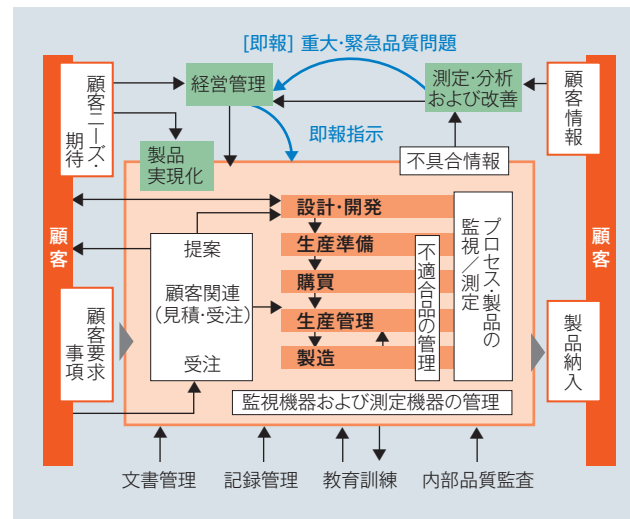 [即報] 重大・緊急品質問題
顧客ニーズ・
期待
経営管理
測定・分析
および改善
顧客情報
即報指示
製品
実現化
不具合情報
顧客
設計・開発
生産準備
購買
生産管理
製造
提案
顧客関連
(見積・受注)
受注
不適合品の管理
プロセス・製品の
監視／測定
顧客
顧客要求
事項
製品納入
監視機器および測定機器の管理
文書管理
記録管理
教育訓練
内部品質監査